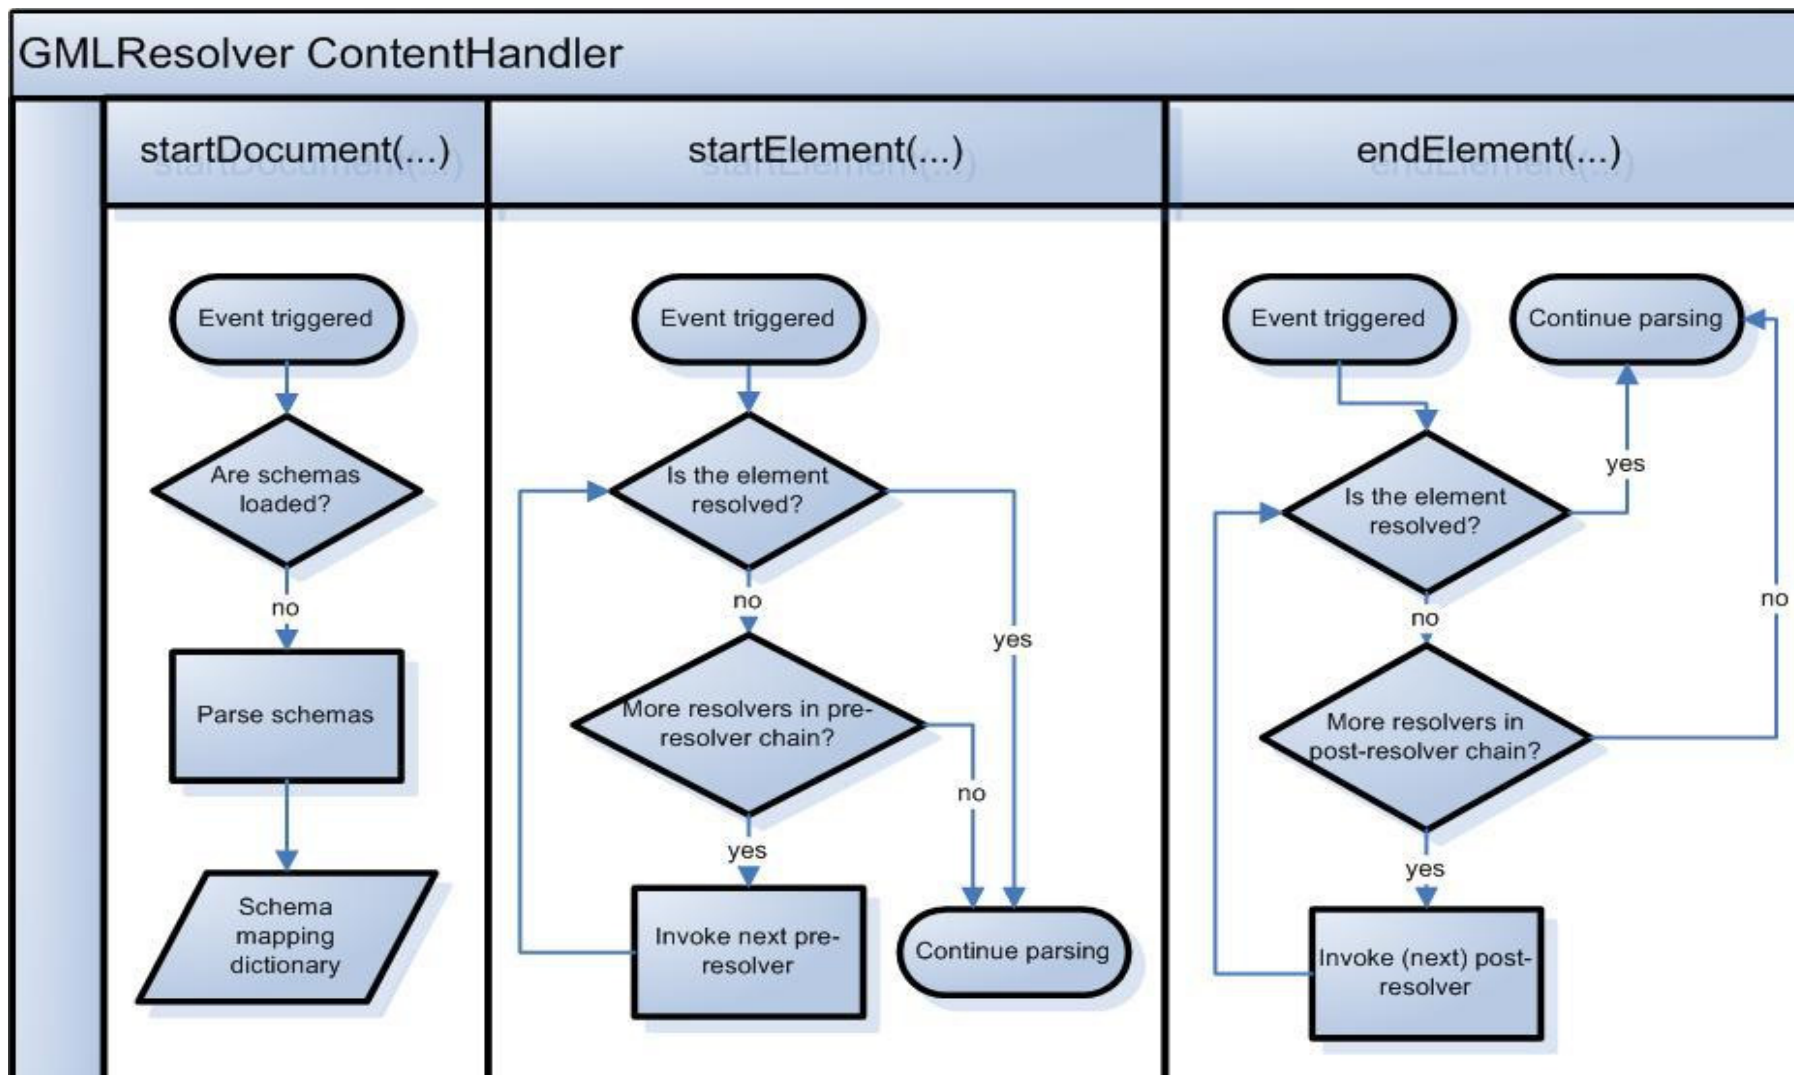 GMLResolver ContentHandler
startDocument(...)
startElement(...)
endElement(...)
Event triggered
Are schemas
loaded?
no
Parse schemas
Schema
mapping
dictionary
Event triggered
Is the element
resolved?
no
yes
More resolvers in pre-
resolver chain?
no
yes
Invoke next pre-
resolver
Continue parsing
Event triggered
Continue parsing
yes
Is the element
resolved?
no
no
More resolvers in
post-resolver chain?
yes
Invoke (next) post-
resolver